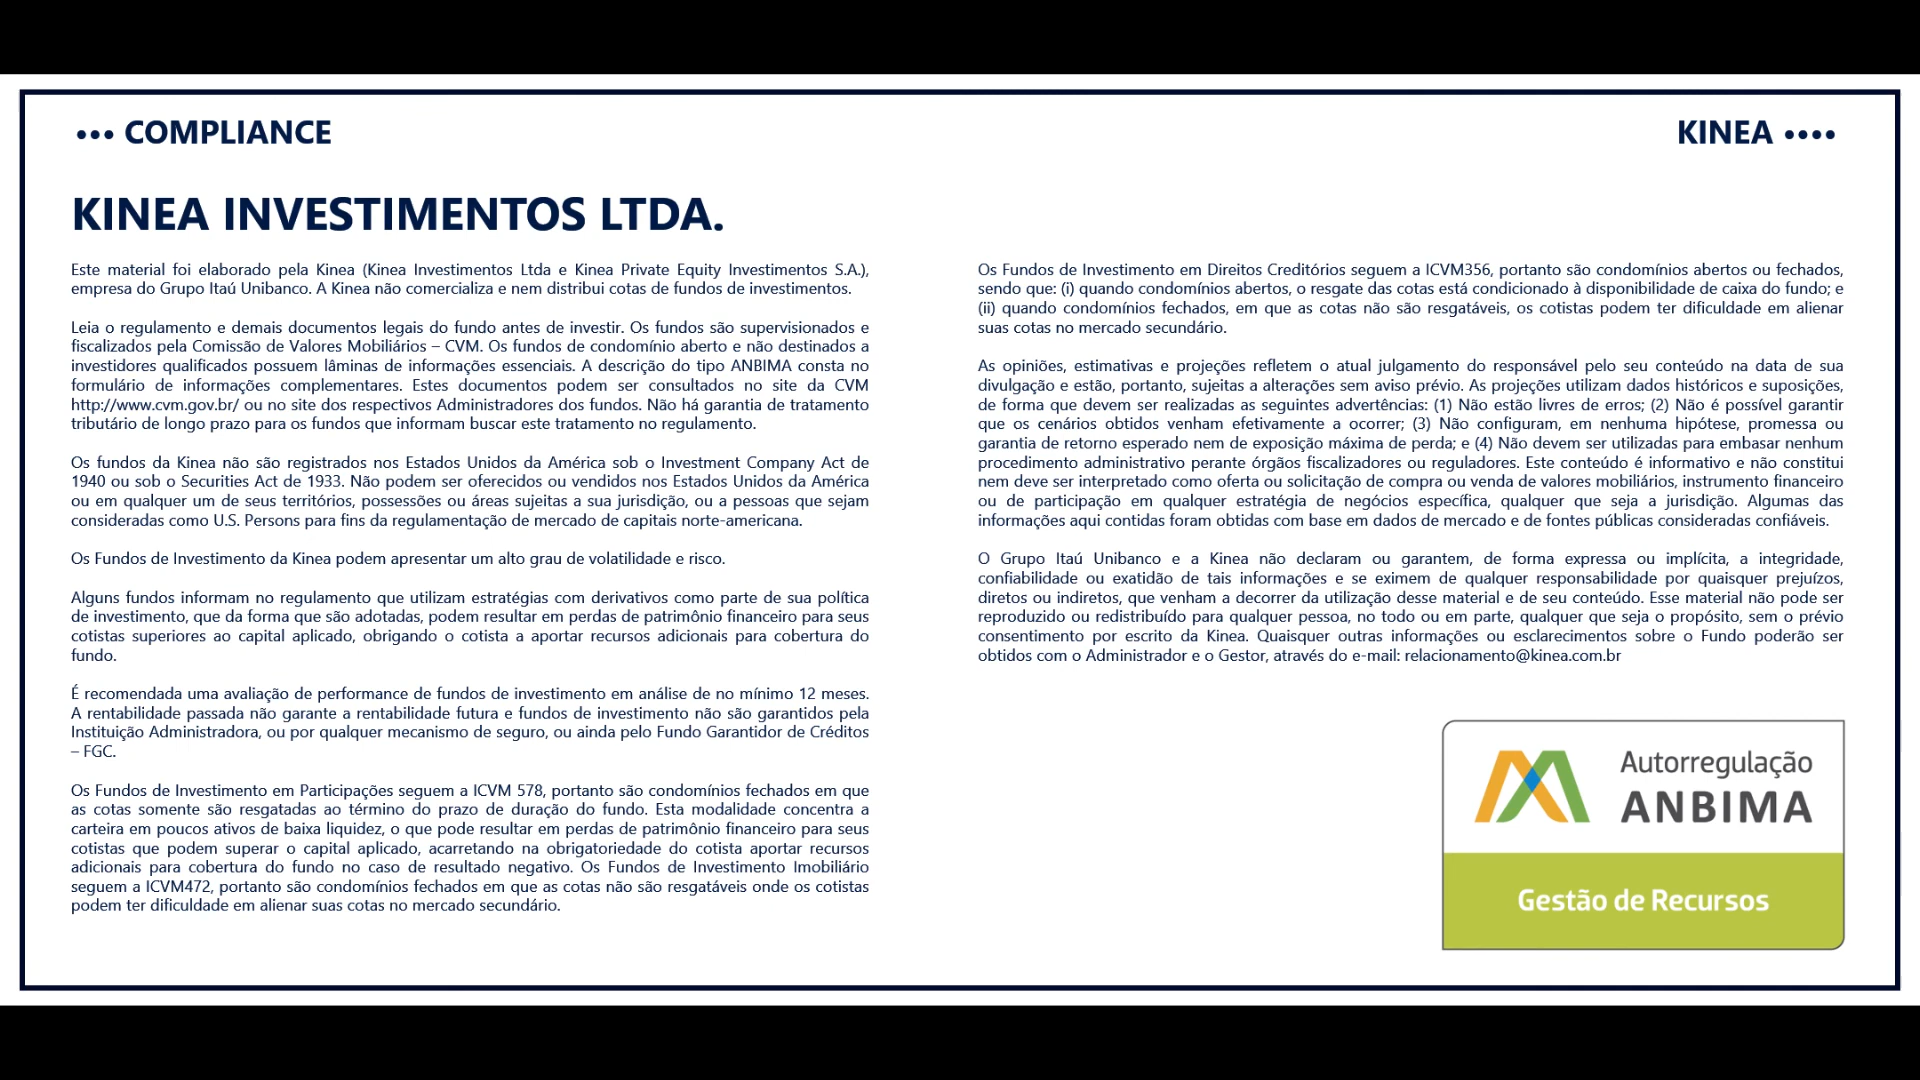 ••• COMPLIANCE
KINEA ••••
KINEA INVESTIMENTOS LTDA.
Este material foi elaborado pela Kinea (Kinea Investimentos Ltda e Kinea Private Equity Investimentos S.A.),
empresa do Grupo Itaú Unibanco. A Kinea não comercializa e nem distribui cotas de fundos de investimentos.
Leia o regulamento e demais documentos legais do fundo antes de investir. Os fundos são supervisionados e
fiscalizados pela Comissão de Valores Mobiliários – CVM. Os fundos de condomínio aberto e não destinados a
investidores qualificados possuem lâminas de informações essenciais. A descrição do tipo ANBIMA consta no
formulário de informações complementares. Estes documentos podem ser consultados no site da CVM
http://www.cvm.gov.br/ ou no site dos respectivos Administradores dos fundos. Não há garantia de tratamento
tributário de longo prazo para os fundos que informam buscar este tratamento no regulamento.
Os fundos da Kinea não são registrados nos Estados Unidos da América sob o Investment Company Act de
1940 ou sob o Securities Act de 1933. Não podem ser oferecidos ou vendidos nos Estados Unidos da América
ou em qualquer um de seus territórios, possessões ou áreas sujeitas a sua jurisdição, ou a pessoas que sejam
consideradas como U.S. Persons para fins da regulamentação de mercado de capitais norte-americana.
Os Fundos de Investimento da Kinea podem apresentar um alto grau de volatilidade e risco.
Alguns fundos informam no regulamento que utilizam estratégias com derivativos como parte de sua política
de investimento, que da forma que são adotadas, podem resultar em perdas de patrimônio financeiro para seus
cotistas superiores ao capital aplicado, obrigando o cotista a aportar recursos adicionais para cobertura do
fundo.
É recomendada uma avaliação de performance de fundos de investimento em análise de no mínimo 12 meses.
A rentabilidade passada não garante a rentabilidade futura e fundos de investimento não são garantidos pela
Instituição Administradora, ou por qualquer mecanismo de seguro, ou ainda pelo Fundo Garantidor de Créditos
– FGC.
Os Fundos de Investimento em Participações seguem a ICVM 578, portanto são condomínios fechados em que
as cotas somente são resgatadas ao término do prazo de duração do fundo. Esta modalidade concentra a
carteira em poucos ativos de baixa liquidez, o que pode resultar em perdas de patrimônio financeiro para seus
cotistas que podem superar o capital aplicado, acarretando na obrigatoriedade do cotista aportar recursos
adicionais para cobertura do fundo no caso de resultado negativo. Os Fundos de Investimento Imobiliário
seguem a ICVM472, portanto são condomínios fechados em que as cotas não são resgatáveis onde os cotistas
podem ter dificuldade em alienar suas cotas no mercado secundário.
Os Fundos de Investimento em Direitos Creditórios seguem a ICVM356, portanto são condomínios abertos ou fechados,
sendo que: (i) quando condomínios abertos, o resgate das cotas está condicionado à disponibilidade de caixa do fundo; e
(ii) quando condomínios fechados, em que as cotas não são resgatáveis, os cotistas podem ter dificuldade em alienar
suas cotas no mercado secundário.
As opiniões, estimativas e projeções refletem o atual julgamento do responsável pelo seu conteúdo na data de sua
divulgação e estão, portanto, sujeitas a alterações sem aviso prévio. As projeções utilizam dados históricos e suposições,
de forma que devem ser realizadas as seguintes advertências: (1) Não estão livres de erros; (2) Não é possível garantir
que os cenários obtidos venham efetivamente a ocorrer; (3) Não configuram, em nenhuma hipótese, promessa ou
garantia de retorno esperado nem de exposição máxima de perda; e (4) Não devem ser utilizadas para embasar nenhum
procedimento administrativo perante órgãos fiscalizadores ou reguladores. Este conteúdo é informativo e não constitui
nem deve ser interpretado como oferta ou solicitação de compra ou venda de valores mobiliários, instrumento financeiro
ou de participação em qualquer estratégia de negócios específica, qualquer que seja a jurisdição. Algumas das
informações aqui contidas foram obtidas com base em dados de mercado e de fontes públicas consideradas confiáveis.
O Grupo Itaú Unibanco e a Kinea não declaram ou garantem, de forma expressa ou implícita, a integridade,
confiabilidade ou exatidão de tais informações e se eximem de qualquer responsabilidade por quaisquer prejuízos,
diretos ou indiretos, que venham a decorrer da utilização desse material e de seu conteúdo. Esse material não pode ser
reproduzido ou redistribuído para qualquer pessoa, no todo ou em parte, qualquer que seja o propósito, sem o prévio
consentimento por escrito da Kinea. Quaisquer outras informações ou esclarecimentos sobre o Fundo poderão ser
obtidos com o Administrador e o Gestor, através do e-mail: relacionamento@kinea.com.br
Autorregulação
ANBIMA
Gestão de Recursos